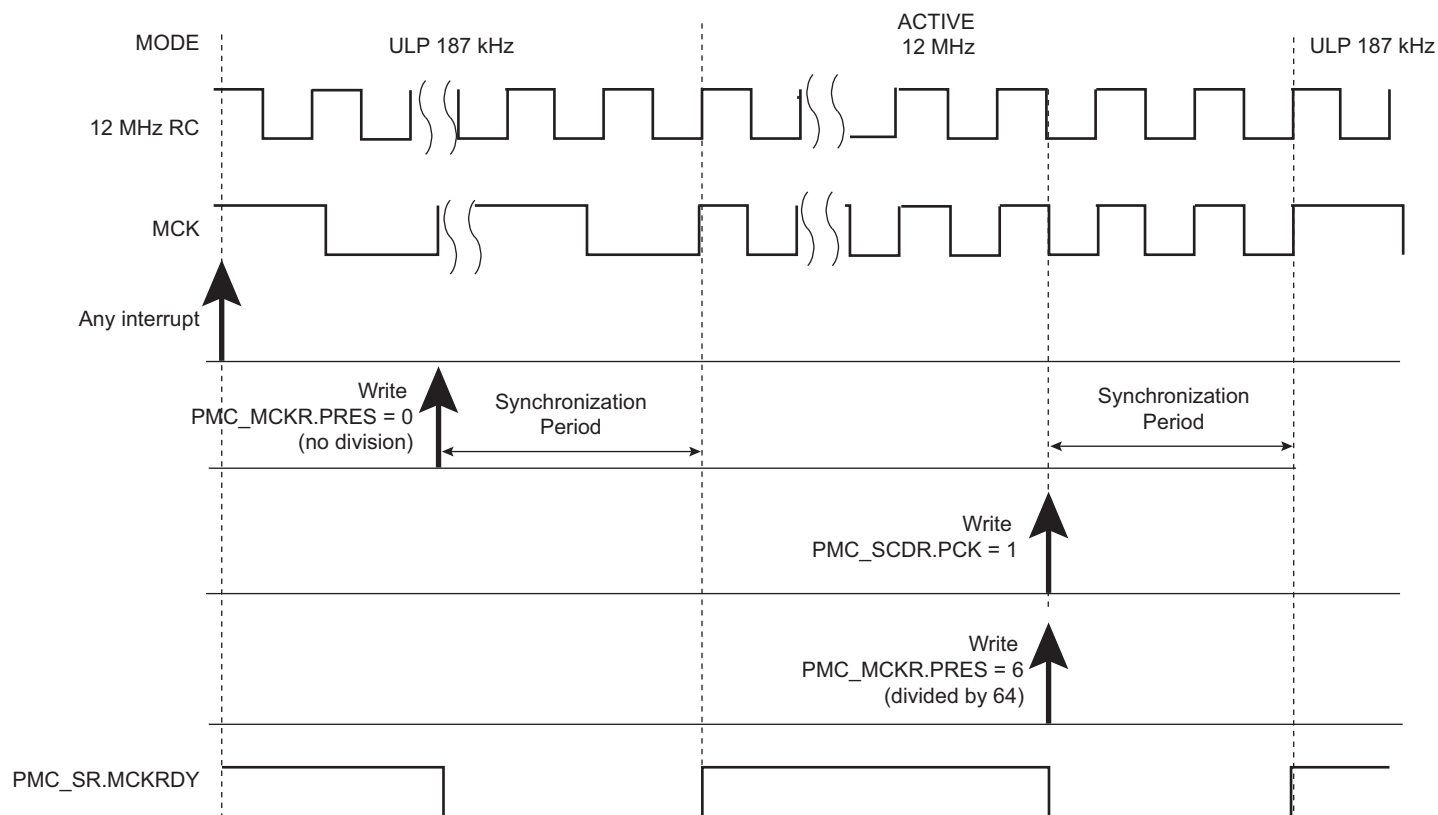 MODE
ULP 187 kHz
ACTIVE
12 MHz
ULP 187 kHz
12 MHz RC
MCK
Any interrupt
Write
PMC_MCKR.PRES = 0
(no division)
Synchronization
Period
Synchronization
Period
Write
PMC_SCDR.PCK = 1
Write
PMC_MCKR.PRES = 6
(divided by 64)
PMC_SR.MCKRDY